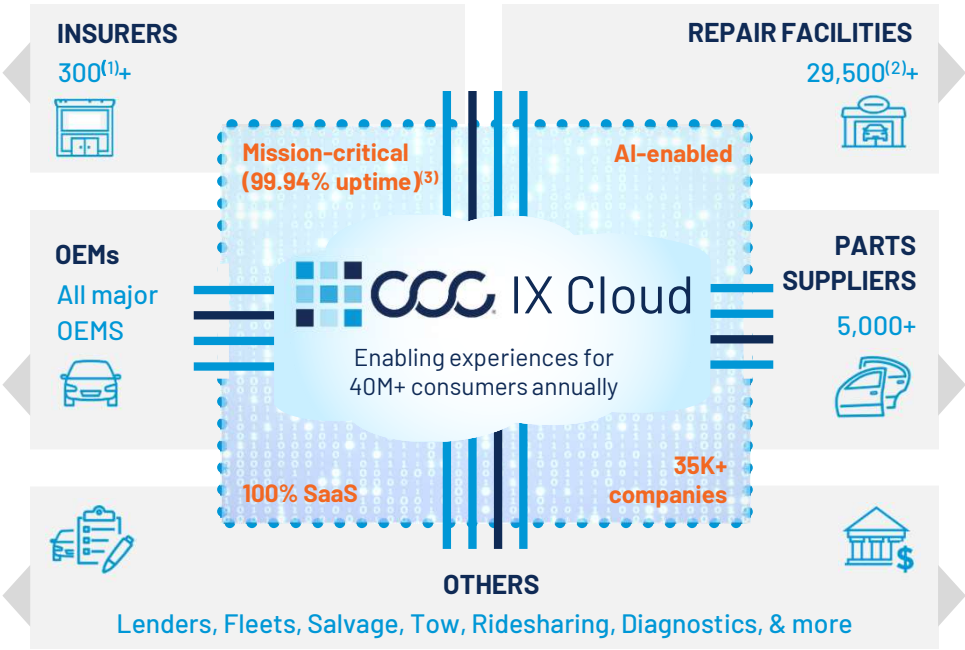 INSURERS
300(1)+
REPAIR FACILITIES
29,500(2)+
Mission-critical
(99.94% uptime)(3)
AI-enabled
OEMs
All major
OEMS
CCC. IX Cloud
Enabling experiences for
40M+ consumers annually
PARTS
SUPPLIERS
5,000+
100% SaaS
35K+
companies
$
OTHERS
Lenders, Fleets, Salvage, Tow, Ridesharing, Diagnostics, & more